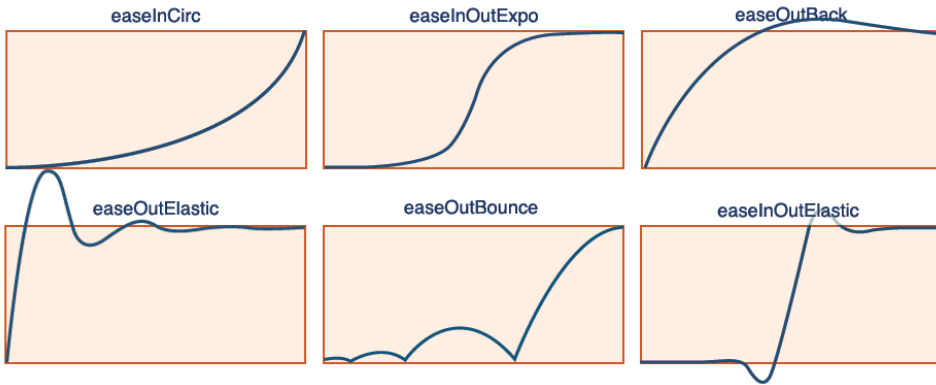 easeInCirc
easeInOutExpo
easeOutBack
easeOutElastic
easeOutBounce
easeInOutElastic